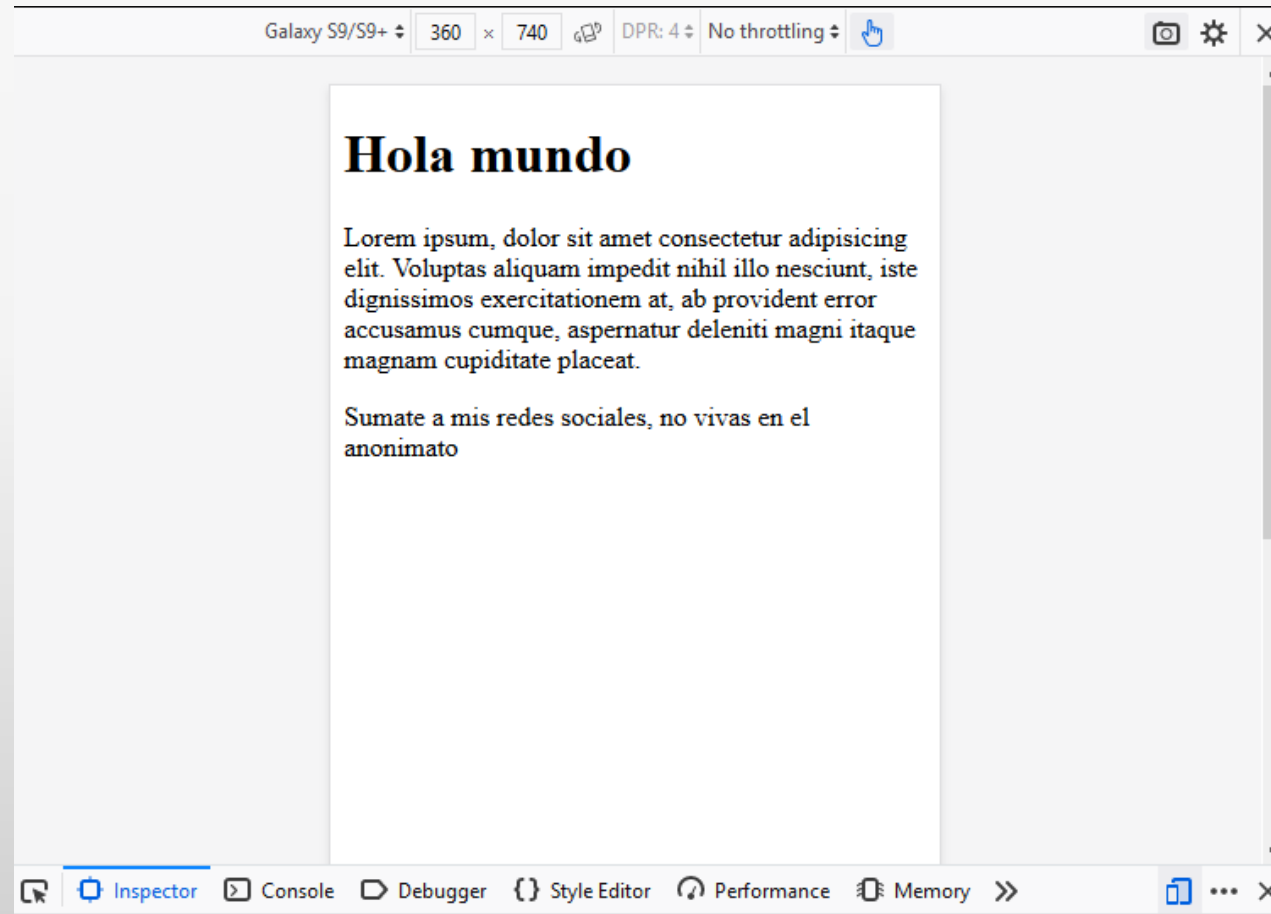 Galaxy S9/S9+ 360 × 740 DPR: 4 No throttling
Hola mundo
Lorem ipsum, dolor sit amet consectetur adipisicing
elit. Voluptas aliquam impedit nihil illo nesciunt, iste
dignissimos exercitationem at, ab provident error
accusamus cumque, aspernatur deleniti magni itaque
magnam cupiditate placeat.
Sumate a mis redes sociales, no vivas en el
anonimato
Inspector Console Debugger Style Editor Performance Memory